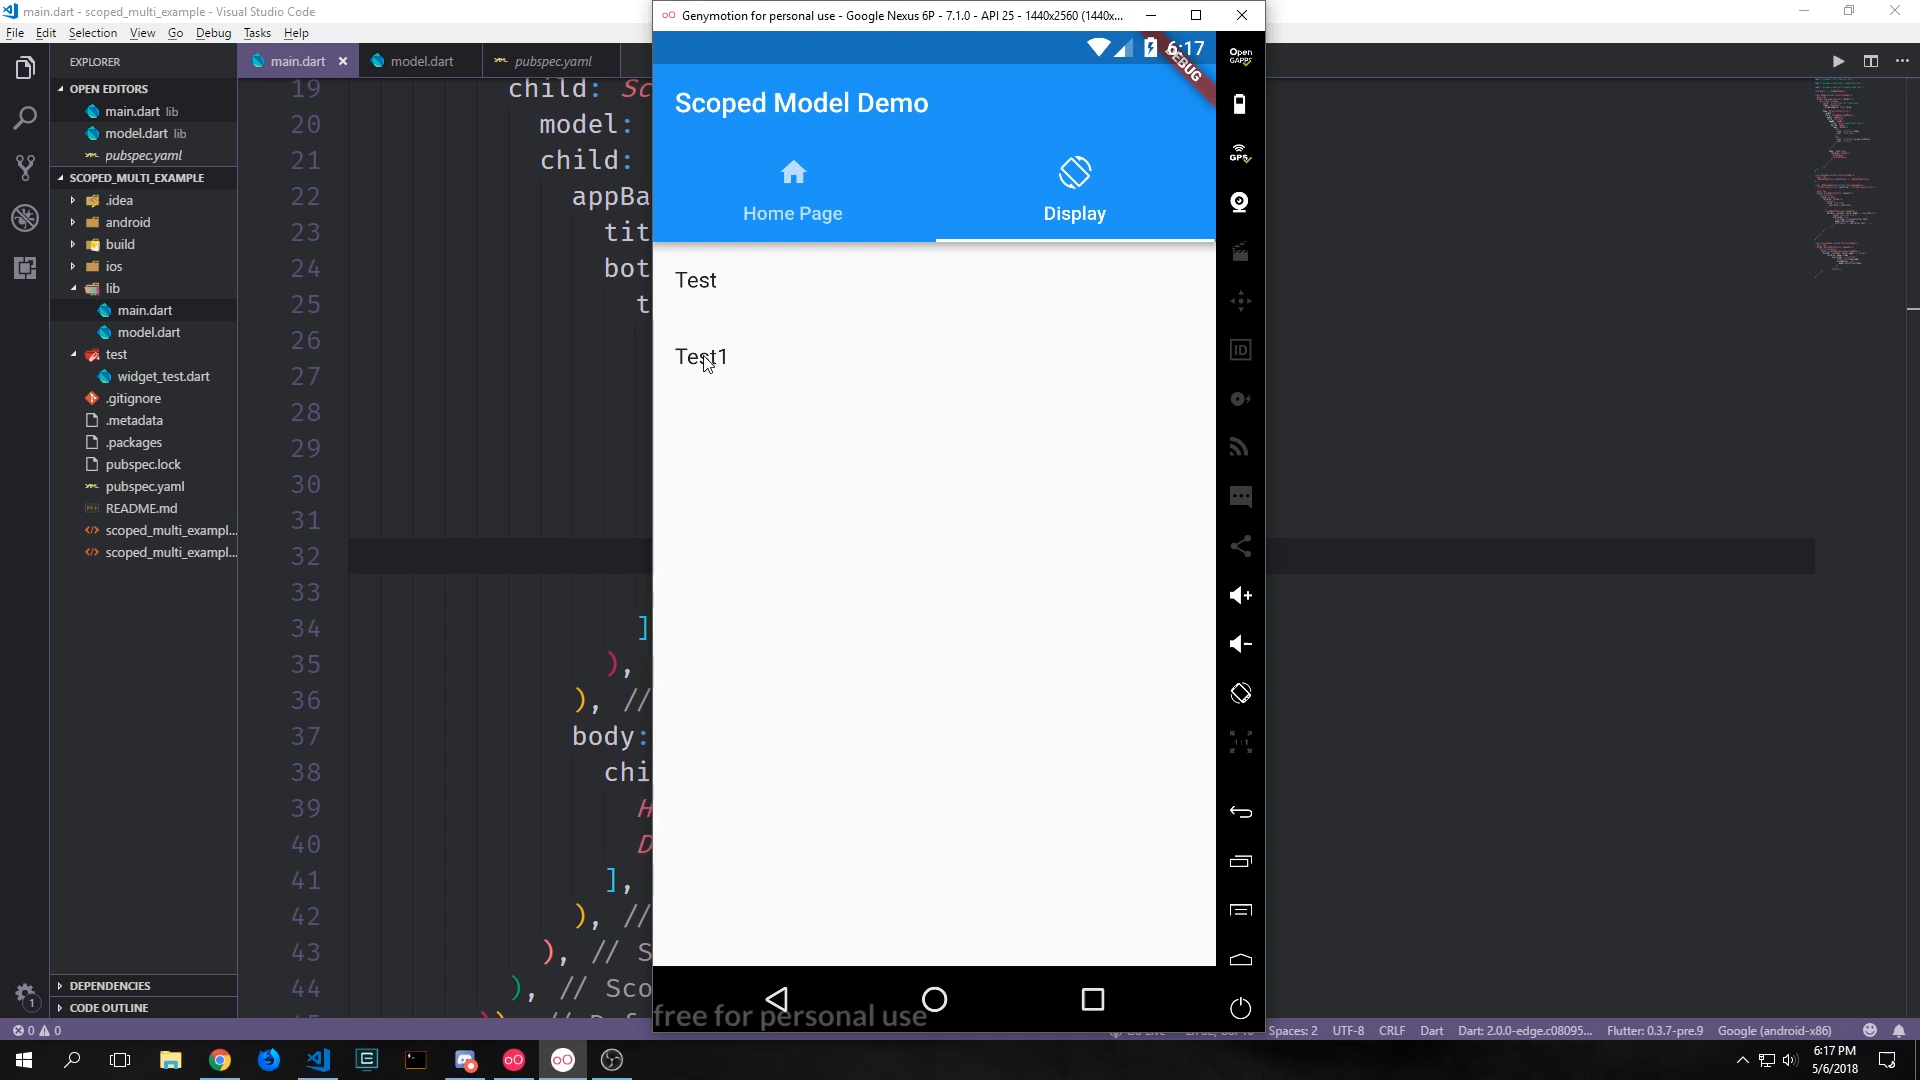 main.dart - scoped_multi_example - Visual Studio Code
File Edit Selection View Go Debug Tasks Help
EXPLORER
OPEN EDITORS
main.dart lib
model.dart lib
pubspec.yaml
SCOPED_MULTI_EXAMPLE
.idea
android
build
ios
lib
main.dart
model.dart
test
widget_test.dart
.gitignore
.metadata
.packages
pubspec.lock
pubspec.yaml
README.md
scoped_multi_exampl...
scoped_multi_exampl...
DEPENDENCIES
CODE OUTLINE
main.dart
model.dart
pubspec.yaml
19 child: Sc
20 model:
21 child:
22 appBa
23 tit
24 bot
25 t
26
27
28
29
30
31
32
33
34 ]
35 ),
36 ), //
37 body:
38 chi
39 H
40 D
41 ],
42 ), //
43 ), // S
44 ), // Sco
Genymotion for personal use - Google Nexus 6P - 7.1.0 - API 25 - 1440x2560 (1440x...
6:17
DEBUG
Scoped Model Demo
Home Page
Display
Test
Test1
free for personal use
Open
GAPPS
GPS
ID
1:1
1
0 0
Spaces: 2 UTF-8 CRLF Dart Dart: 2.0.0-edge.c08095... Flutter: 0.3.7-pre.9 Google (android-x86)
6:17 PM
5/6/2018